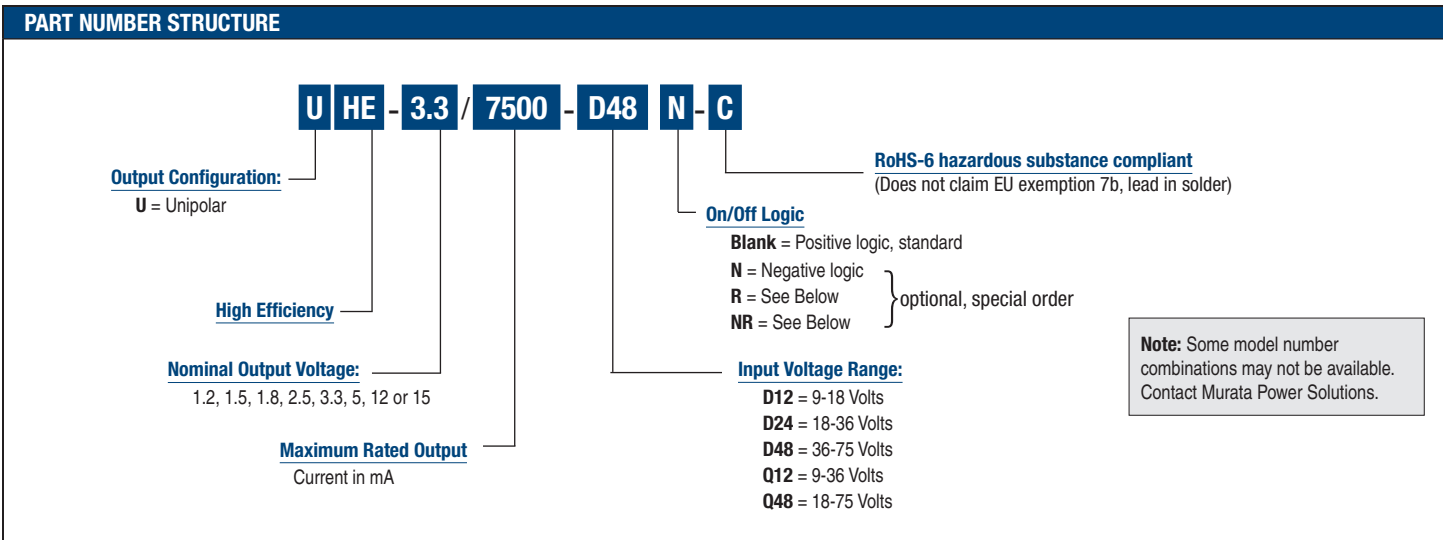 PART NUMBER STRUCTURE
U HE - 3.3 / 7500 - D48 N - C
RoHS-6 hazardous substance compliant
(Does not claim EU exemption 7b, lead in solder)
Output Configuration:
U = Unipolar
On/Off Logic
Blank = Positive logic, standard
N = Negative logic
R = See Below
NR = See Below
optional, special order
High Efficiency
Note: Some model number
combinations may not be available.
Contact Murata Power Solutions.
Nominal Output Voltage:
1.2, 1.5, 1.8, 2.5, 3.3, 5, 12 or 15
Input Voltage Range:
D12 = 9-18 Volts
D24 = 18-36 Volts
D48 = 36-75 Volts
Q12 = 9-36 Volts
Q48 = 18-75 Volts
Maximum Rated Output
Current in mA